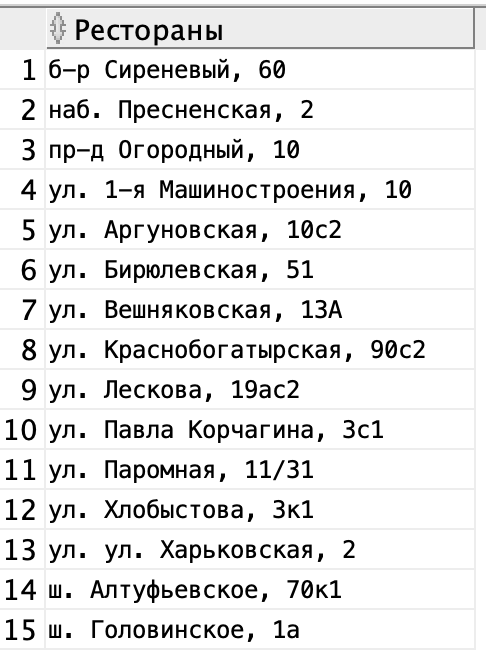 Рестораны
1 б-р Сиреневый, 60
2 наб. Пресненская, 2
3 пр-д Огородный, 10
4 ул. 1-я Машиностроения, 10
5 ул. Аргуновская, 10с2
6 ул. Бирюлевская, 51
7 ул. Вешняковская, 13А
8 ул. Краснобогатырская, 90с2
9 ул. Лескова, 19ас2
10 ул. Павла Корчагина, 3с1
11 ул. Паромная, 11/31
12 ул. Хлобыстова, 3к1
13 ул. ул. Харьковская, 2
14 ш. Алтуфьевское, 70к1
15 ш. Головинское, 1а